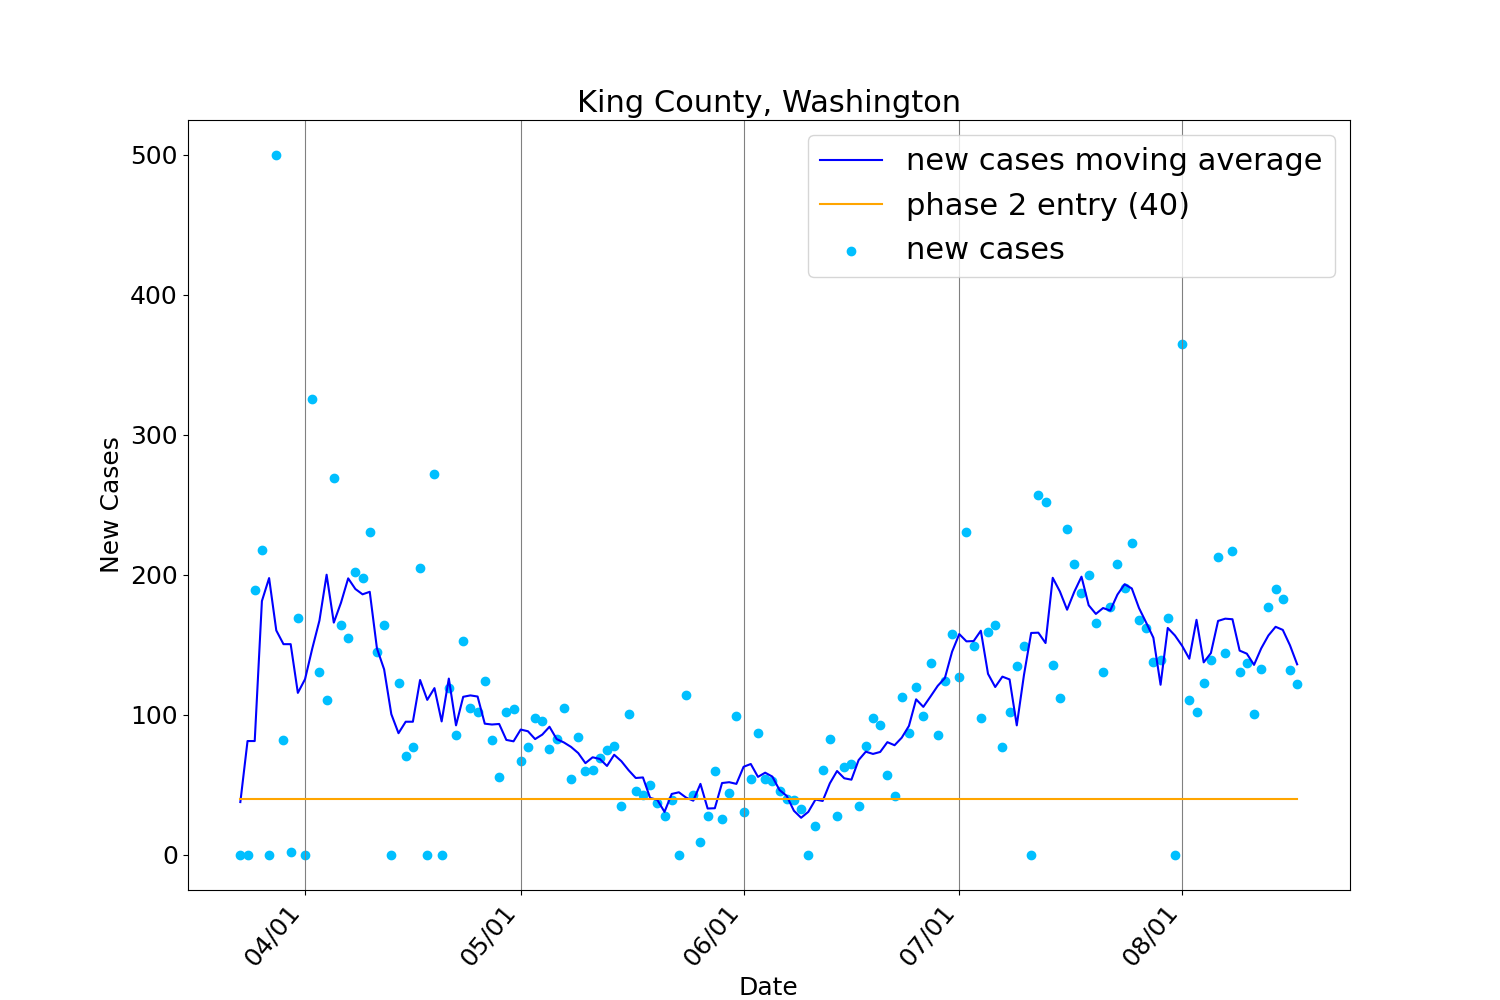 King County, Washington
new cases moving average
phase 2 entry (40)
new cases
New Cases
500
400
300
200
100
0
04/01
05/01
06/01
07/01
08/01
Date